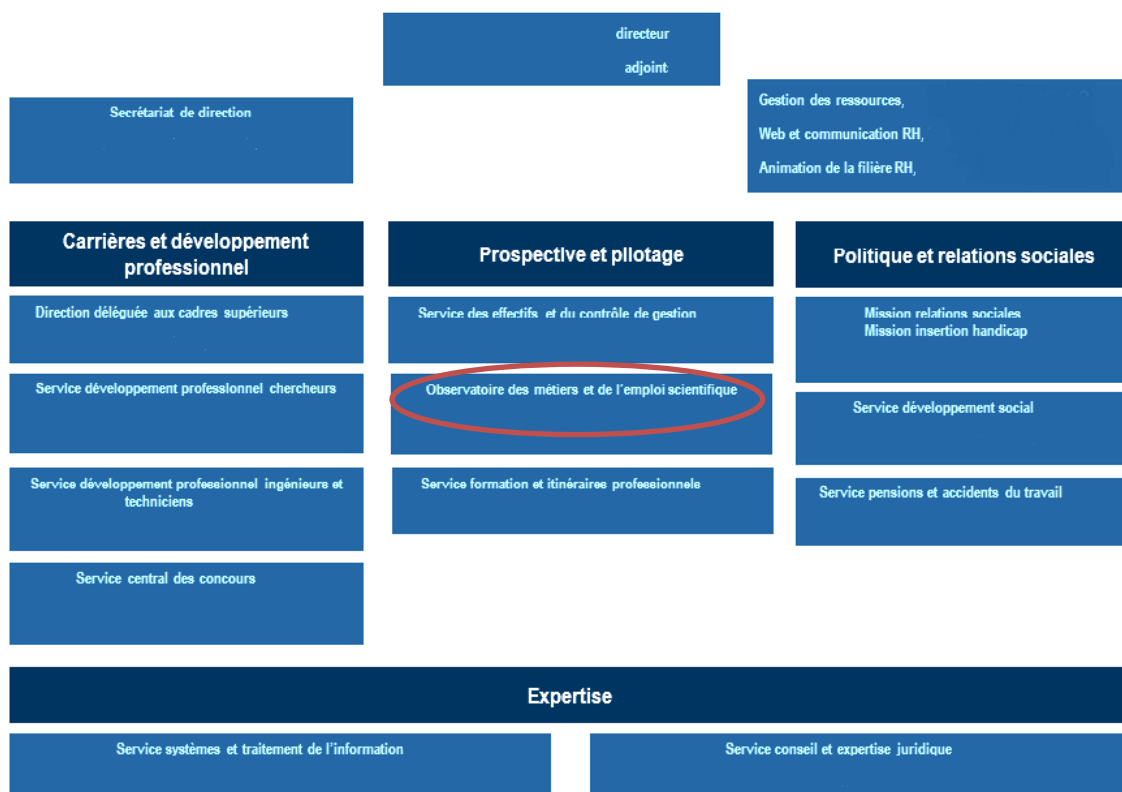 directeur
adjoint
Secrétariat de direction
Gestion des ressources,
Web et communication RH,
Animation de la filière RH,
Carrières et développement
professionnel
Direction déléguée aux cadres supérieurs
Service développement professionnel chercheurs
Service développement professionnel ingénieurs et
techniciens
Service central des concours
Prospective et pilotage
Service des effectifs et du contrôle de gestion
Observatoire des métiers et de l'emploi scientifique
Service formation et itinéraires professionnels
Politique et relations sociales
Mission relations sociales
Mission insertion handicap
Service développement social
Service pensions et accidents du travail
Expertise
Service systèmes et traitement de l'information
Service conseil et expertise juridique